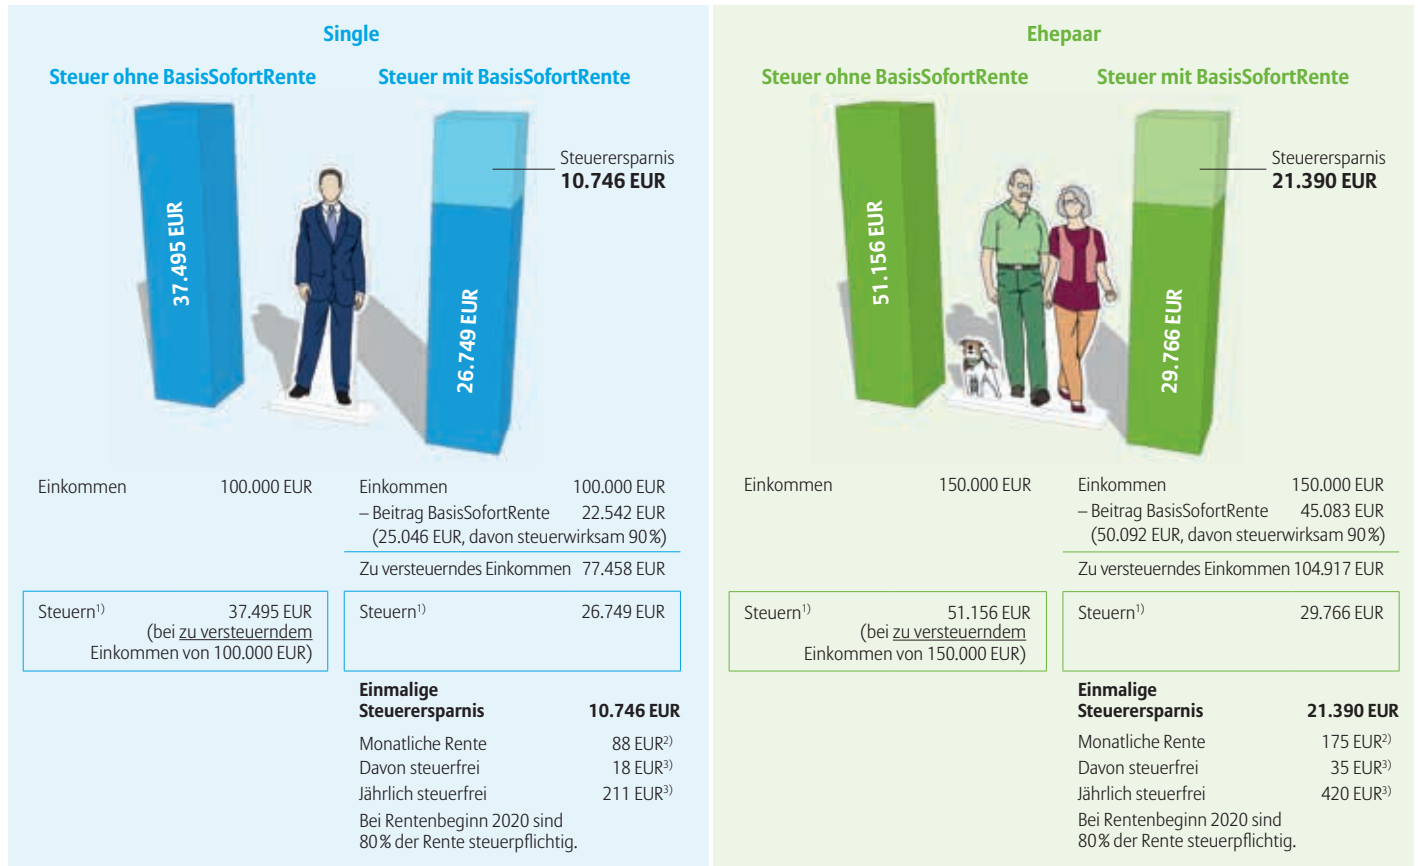 Single
Steuer ohne BasisSofortRente
Steuer mit BasisSofortRente
37.495 EUR
26.749 EUR
Steuerersparnis
10.746 EUR
Einkommen 100.000 EUR
Einkommen 100.000 EUR
– Beitrag BasisSofortRente 22.542 EUR
(25.046 EUR, davon steuerwirksam 90 %)
Zu versteuerndes Einkommen 77.458 EUR
Steuern1) 37.495 EUR
(bei zu versteuerndem
Einkommen von 100.000 EUR)
Steuern1) 26.749 EUR
Einmalige
Steuerersparnis 10.746 EUR
Monatliche Rente 88 EUR2)
Davon steuerfrei 18 EUR3)
Jährlich steuerfrei 211 EUR3)
Bei Rentenbeginn 2020 sind
80 % der Rente steuerpflichtig.
Ehepaar
Steuer ohne BasisSofortRente
Steuer mit BasisSofortRente
51.156 EUR
29.766 EUR
Steuerersparnis
21.390 EUR
Einkommen 150.000 EUR
Einkommen 150.000 EUR
– Beitrag BasisSofortRente 45.083 EUR
(50.092 EUR, davon steuerwirksam 90 %)
Zu versteuerndes Einkommen 104.917 EUR
Steuern1) 51.156 EUR
(bei zu versteuerndem
Einkommen von 150.000 EUR)
Steuern1) 29.766 EUR
Einmalige
Steuerersparnis 21.390 EUR
Monatliche Rente 175 EUR2)
Davon steuerfrei 35 EUR3)
Jährlich steuerfrei 420 EUR3)
Bei Rentenbeginn 2020 sind
80 % der Rente steuerpflichtig.